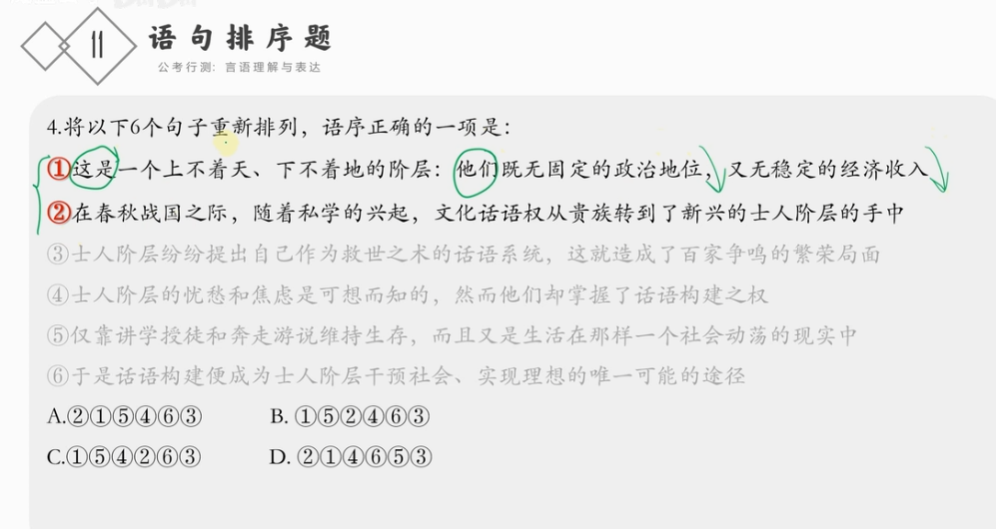 11 语句排序题
公考行测：言语理解与表达
4.将以下6个句子重新排列，语序正确的一项是：
①这是一个上不着天、下不着地的阶层：他们既无固定的政治地位，又无稳定的经济收入
②在春秋战国之际，随着私学的兴起，文化话语权从贵族转到了新兴的士人阶层的手中
③士人阶层纷纷提出自己作为救世之术的话语系统，这就造成了百家争鸣的繁荣局面
④士人阶层的忧愁和焦虑是可想而知的，然而他们却掌握了话语构建之权
⑤仅靠讲学授徒和奔走游说维持生存，而且又是生活在那样一个社会动荡的现实中
⑥于是话语构建便成为士人阶层干预社会、实现理想的唯一可能的途径
A.②①⑤④⑥③ B. ①⑤②④⑥③
C.①⑤④②⑥③ D. ②①④⑥⑤③